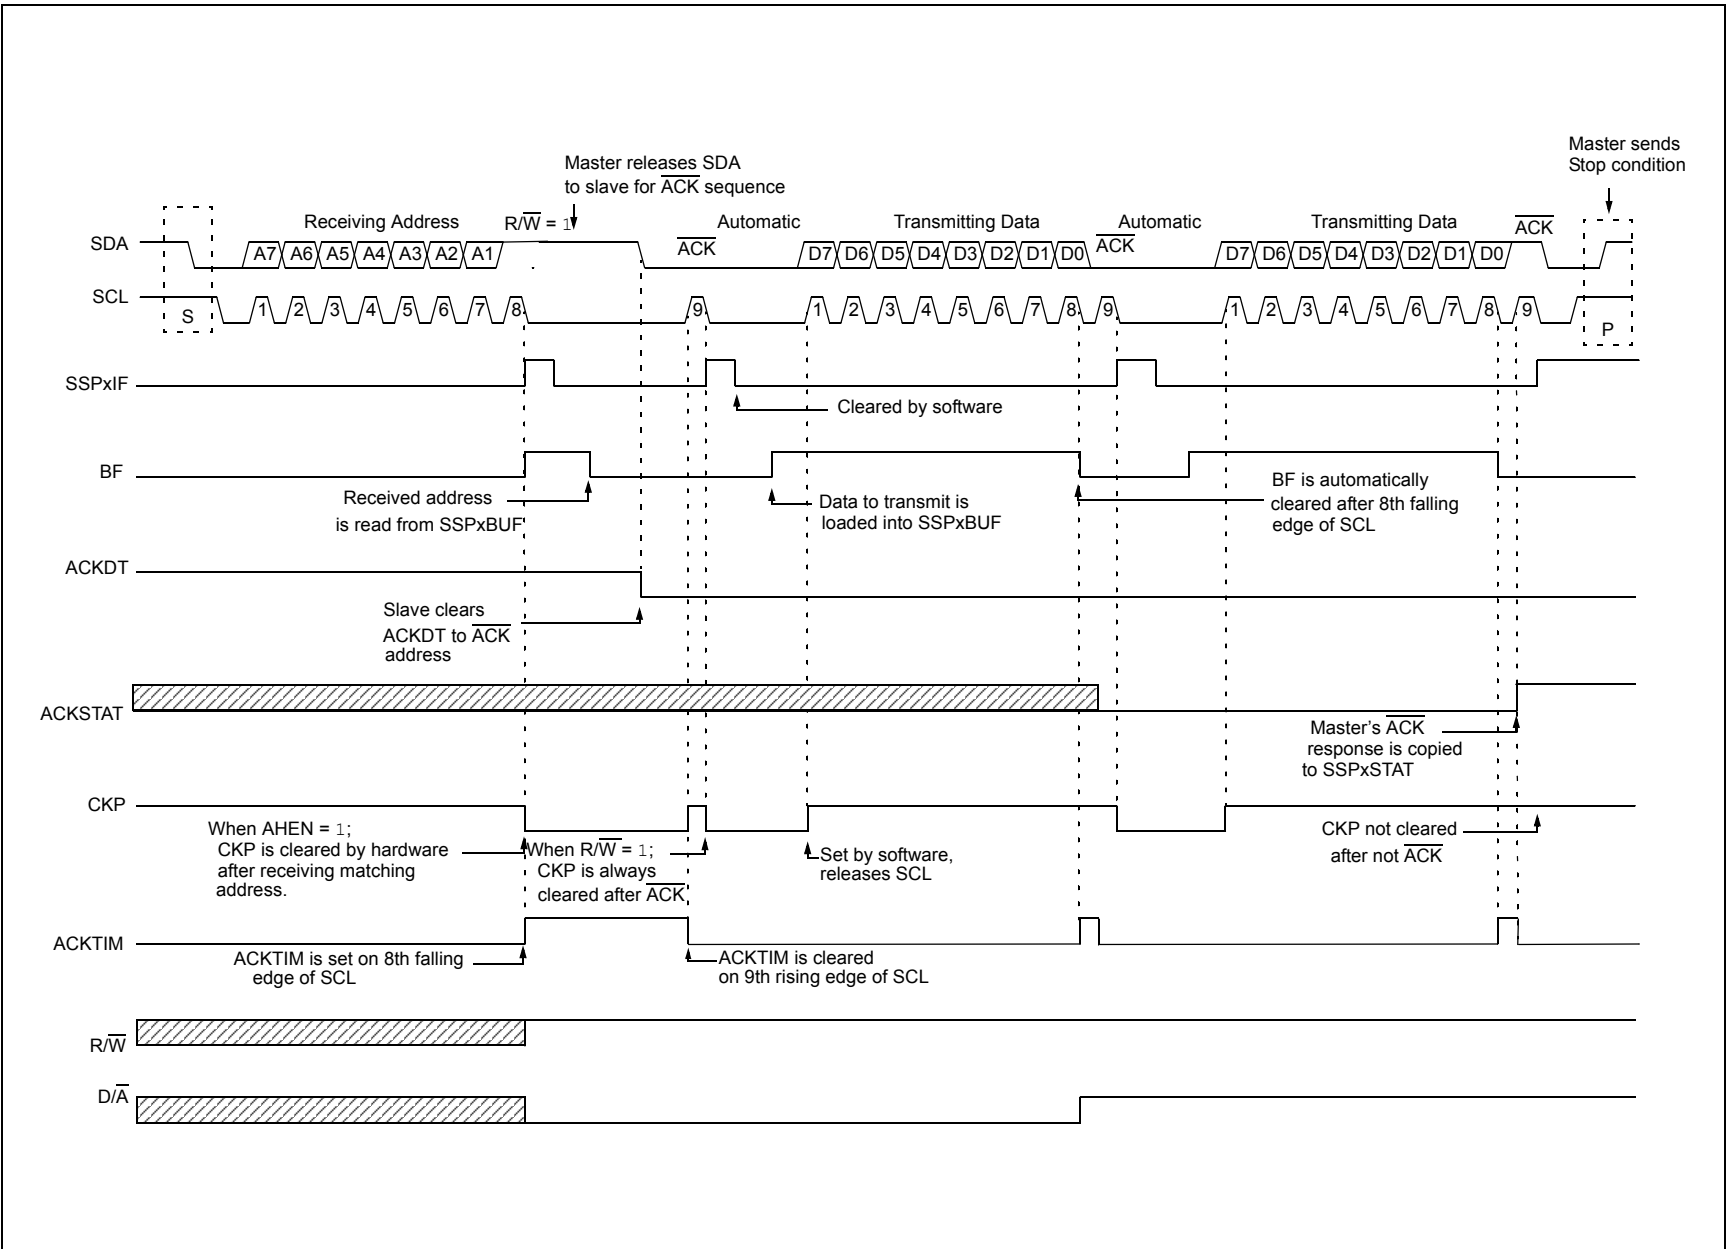 Master sends
Stop condition
Master releases SDA
to slave for ACK sequence
Receiving Address
R/W = 1
Automatic
Transmitting Data
Automatic
Transmitting Data
ACK
SDA
A7 A6 A5 A4 A3 A2 A1
ACK
D7 D6 D5 D4 D3 D2 D1 D0
ACK
D7 D6 D5 D4 D3 D2 D1 D0
SCL
S
1 2 3 4 5 6 7 8 9
1 2 3 4 5 6 7 8 9
1 2 3 4 5 6 7 8 9
P
SSPxIF
Cleared by software
BF
Received address
is read from SSPxBUF
Data to transmit is
loaded into SSPxBUF
BF is automatically
cleared after 8th falling
edge of SCL
ACKDT
Slave clears
ACKDT to ACK
address
ACKSTAT
Master's ACK
response is copied
to SSPxSTAT
CKP
When AHEN = 1;
CKP is cleared by hardware
after receiving matching
address.
When R/W = 1;
CKP is always
cleared after ACK
Set by software,
releases SCL
CKP not cleared
after not ACK
ACKTIM
ACKTIM is set on 8th falling
edge of SCL
ACKTIM is cleared
on 9th rising edge of SCL
R/W
D/A